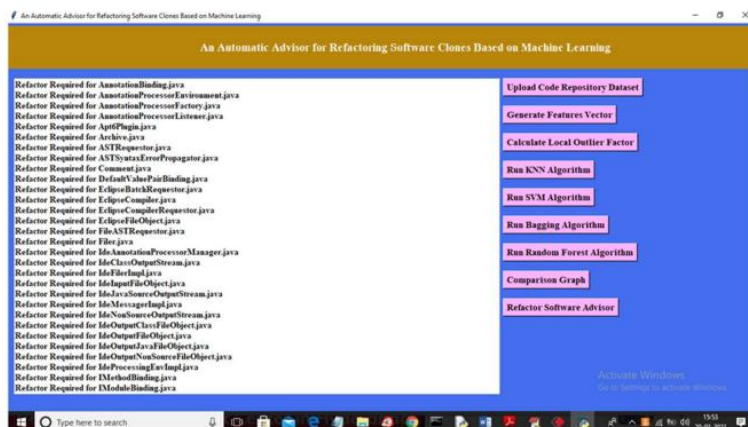 An Automatic Advisor for Refactoring Software Clones Based on Machine Learning
An Automatic Advisor for Refactoring Software Clones Based on Machine Learning
Refactor Required for AnnotationBinding.java
Refactor Required for AnnotationProcessorEnvironment.java
Refactor Required for AnnotationProcessorFactory.java
Refactor Required for AnnotationProcessorListener.java
Refactor Required for Apt6Plugin.java
Refactor Required for Archive.java
Refactor Required for ASTRequestor.java
Refactor Required for ASTSyntaxErrorPropagator.java
Refactor Required for Comment.java
Refactor Required for DefaultValuePairBinding.java
Refactor Required for EclipseBatchRequestor.java
Refactor Required for EclipseCompiler.java
Refactor Required for EclipseCompilerRequestor.java
Refactor Required for EclipseFileObject.java
Refactor Required for FileASTRequestor.java
Refactor Required for Filer.java
Refactor Required for IdeAnnotationProcessorManager.java
Refactor Required for IdeClassOutputStream.java
Refactor Required for IdeFilerImpl.java
Refactor Required for IdeInputFileObject.java
Refactor Required for IdeJavaSourceOutputStream.java
Refactor Required for IdeMessagerImpl.java
Refactor Required for IdeNonSourceOutputStream.java
Refactor Required for IdeOutputClassFileObject.java
Refactor Required for IdeOutputFileObject.java
Refactor Required for IdeOutputJavaFileObject.java
Refactor Required for IdeOutputNonSourceFileObject.java
Refactor Required for IdeProcessingEnvImpl.java
Refactor Required for IMethodBinding.java
Refactor Required for IModuleBinding.java
Upload Code Repository Dataset
Generate Features Vector
Calculate Local Outlier Factor
Run KNN Algorithm
Run SVM Algorithm
Run Bagging Algorithm
Run Random Forest Algorithm
Comparison Graph
Refactor Software Advisor
Activate Windows
Go to Settings to activate Windows.
Type here to search
15:53